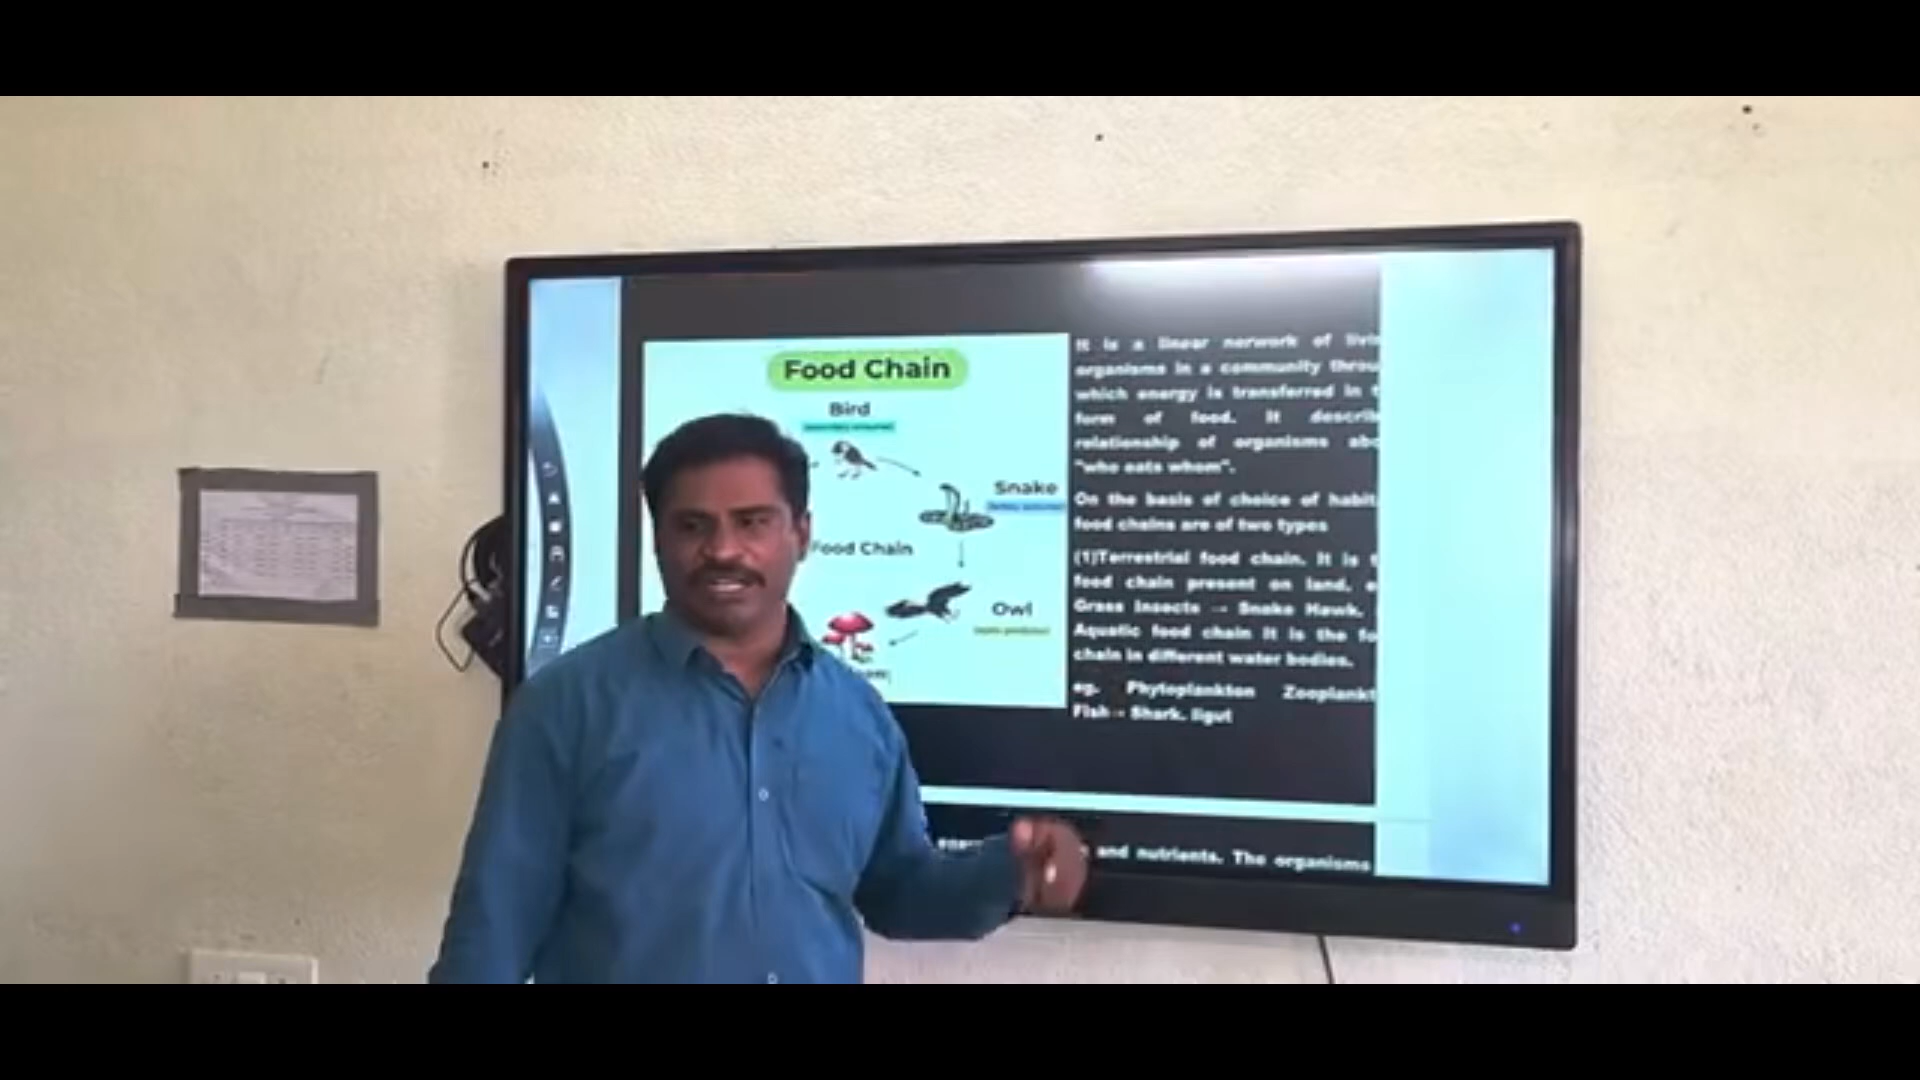 Food Chain
Bird
Snake
Food Chain
Owl
It is a linear nerwork of livin
organisms in a community throu
which energy is transferred in t
form of food. It describ
relationship of organisms abo
"who eats whom".
On the basis of choice of habit
food chains are of two types
(1)Terrestrial food chain. It is t
food chain present on land. e
Grass Insects → Snake Hawk.
Aquatic food chain It is the fo
chain in different water bodies.
eg. Phytoplankton Zooplankt
Fish → Shark. ligut
and nutrients. The organisms